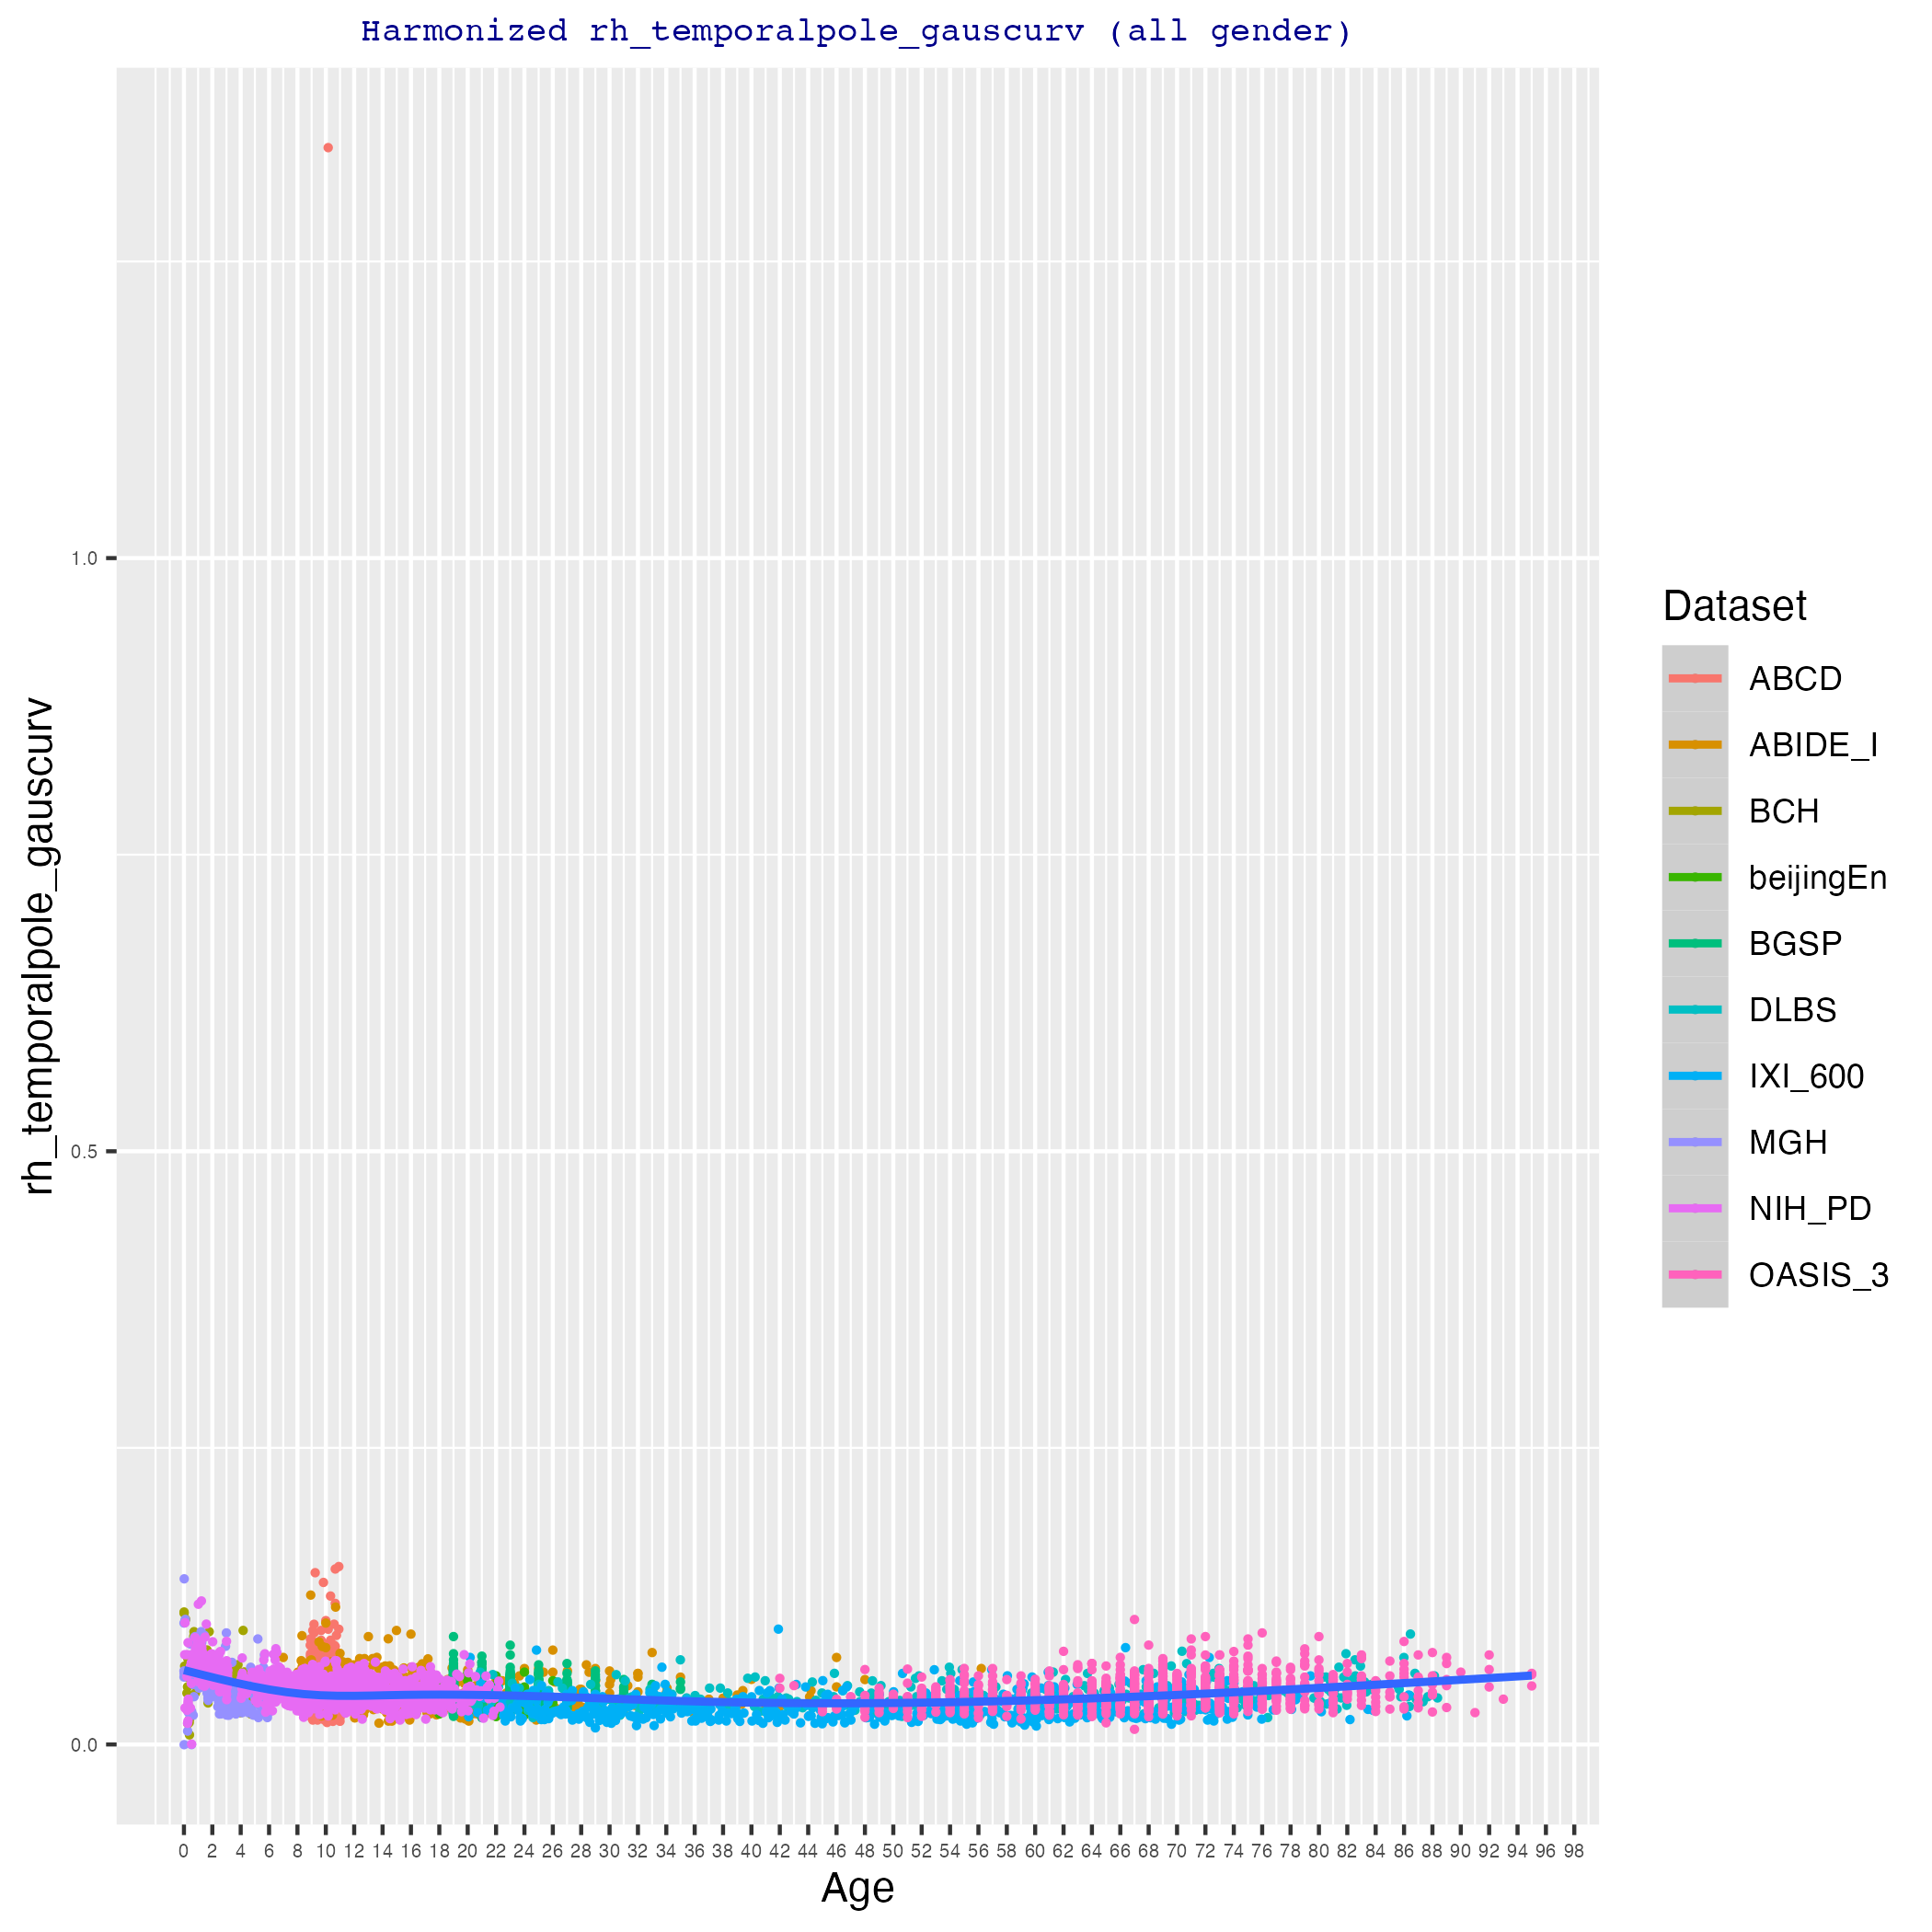 Harmonized rh_temporalpole_gauscurv (all gender)
rh_temporalpole_gauscurv
1.0
0.5
0.0
0 2 4 6 8 10 12 14 16 18 20 22 24 26 28 30 32 34 36 38 40 42 44 46 48 50 52 54 56 58 60 62 64 66 68 70 72 74 76 78 80 82 84 86 88 90 92 94 96 98
Age
Dataset
ABCD
ABIDE_I
BCH
beijingEn
BGSP
DLBS
IXI_600
MGH
NIH_PD
OASIS_3